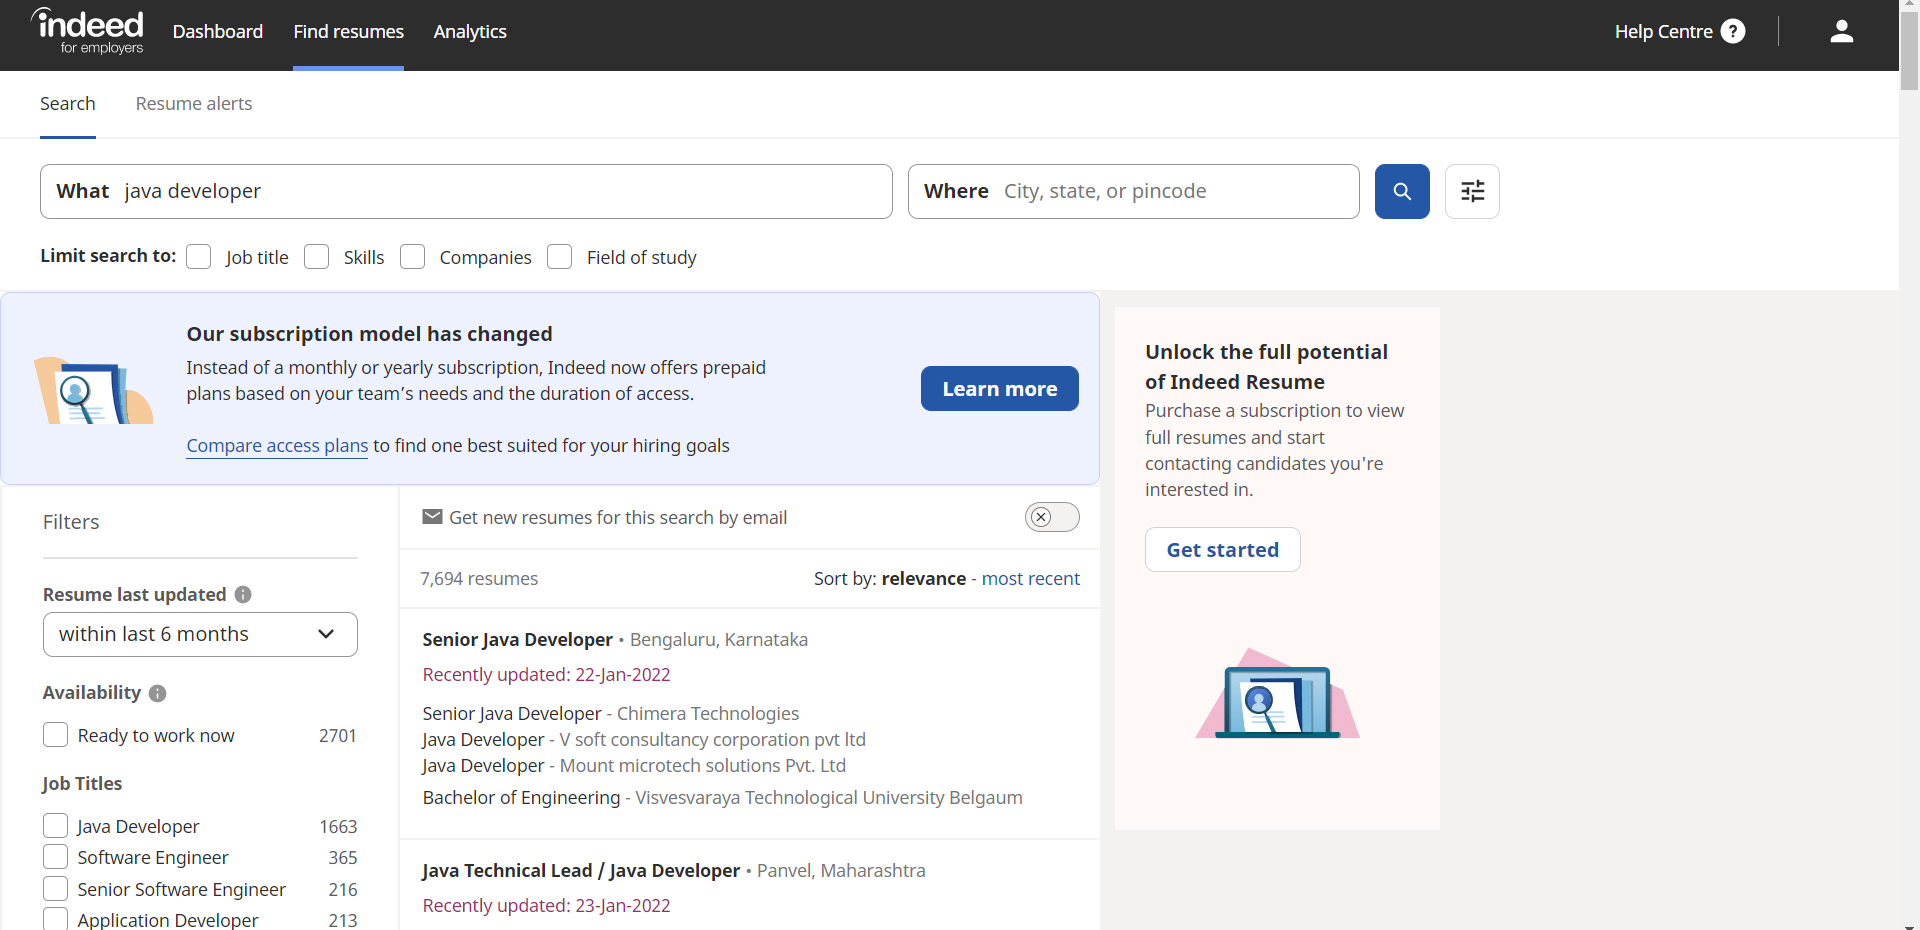 indeed
for employers
Dashboard
Find resumes
Analytics
Help Centre ?
Search
Resume alerts
What java developer
Where City, state, or pincode
Limit search to:
Job title
Skills
Companies
Field of study
Our subscription model has changed
Instead of a monthly or yearly subscription, Indeed now offers prepaid
plans based on your team’s needs and the duration of access.
Compare access plans to find one best suited for your hiring goals
Learn more
Unlock the full potential
of Indeed Resume
Purchase a subscription to view
full resumes and start
contacting candidates you're
interested in.
Get started
Filters
Resume last updated
within last 6 months
Availability
Ready to work now 2701
Job Titles
Java Developer 1663
Software Engineer 365
Senior Software Engineer 216
Application Developer 213
Get new resumes for this search by email
7,694 resumes
Sort by: relevance - most recent
Senior Java Developer • Bengaluru, Karnataka
Recently updated: 22-Jan-2022
Senior Java Developer - Chimera Technologies
Java Developer - V soft consultancy corporation pvt ltd
Java Developer - Mount microtech solutions Pvt. Ltd
Bachelor of Engineering - Visvesvaraya Technological University Belgaum
Java Technical Lead / Java Developer • Panvel, Maharashtra
Recently updated: 23-Jan-2022